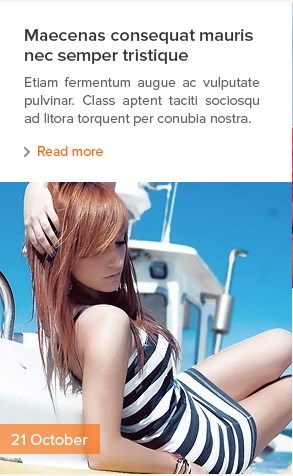 Maecenas consequat mauris
nec semper tristique
Etiam fermentum augue ac vulputate
pulvinar. Class aptent taciti sociosqu
ad litora torquent per conubia nostra.
Read more
21 October